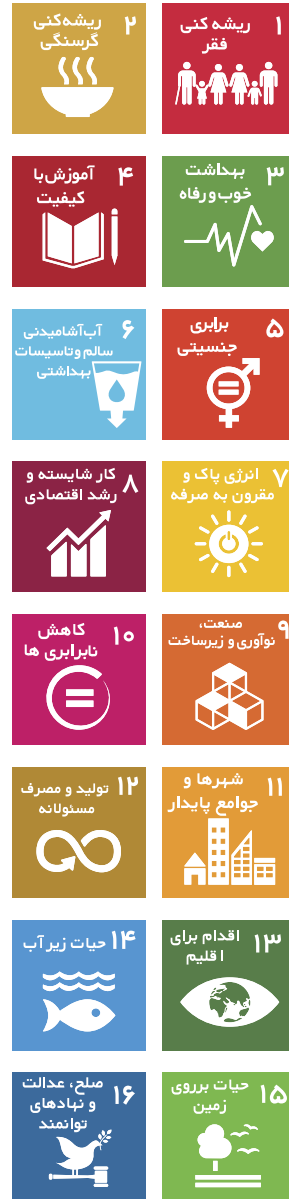 ۱ ریشه کنی
فقر
۲ ریشه‌کنی
گرسنگی
۳ بهداشت
خوب و رفاه
۴ آموزش با
کیفیت
۵ برابری
جنسیتی
۶ آب آشامیدنی
سالم و تاسیسات
بهداشتی
۷ انرژی پاک و
مقرون به صرفه
۸ کار شایسته و
رشد اقتصادی
۹ صنعت،
نوآوری و زیرساخت
۱۰ کاهش
نابرابری ها
۱۱ شهرها و
جوامع پایدار
۱۲ تولید و مصرف
مسئولانه
۱۳ اقدام برای
اقلیم
۱۴ حیات زیر آب
۱۵ حیات برروی
زمین
۱۶ صلح، عدالت
و نهادهای
توانمند